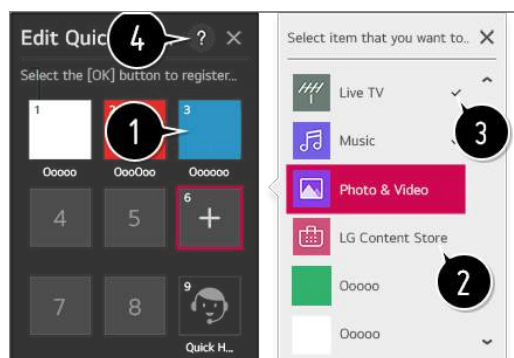 Edit Quic
4
?
Select the [OK] button to register...
1
2
3
1
Ooooo
OooOoo
Oooooo
4
5
6
7
8
9
Quick H...
Select item that you want to..
Live TV
3
Music
Photo & Video
LG Content Store
2
Ooooo
Ooooo